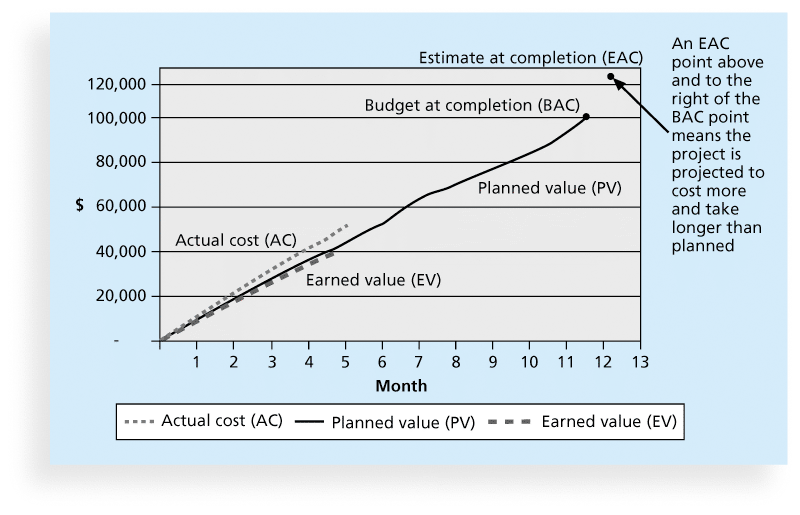 Estimate at completion (EAC)
An EAC
point above
and to the
right of the
BAC point
means the
project is
projected to
cost more
and take
longer than
planned
120,000
Budget at completion (BAC)
100,000
80,000
Planned value (PV)
$ 60,000
Actual cost (AC)
40,000
Earned value (EV)
20,000
-
1 2 3 4 5 6 7 8 9 10 11 12 13
Month
Actual cost (AC) Planned value (PV) Earned value (EV)